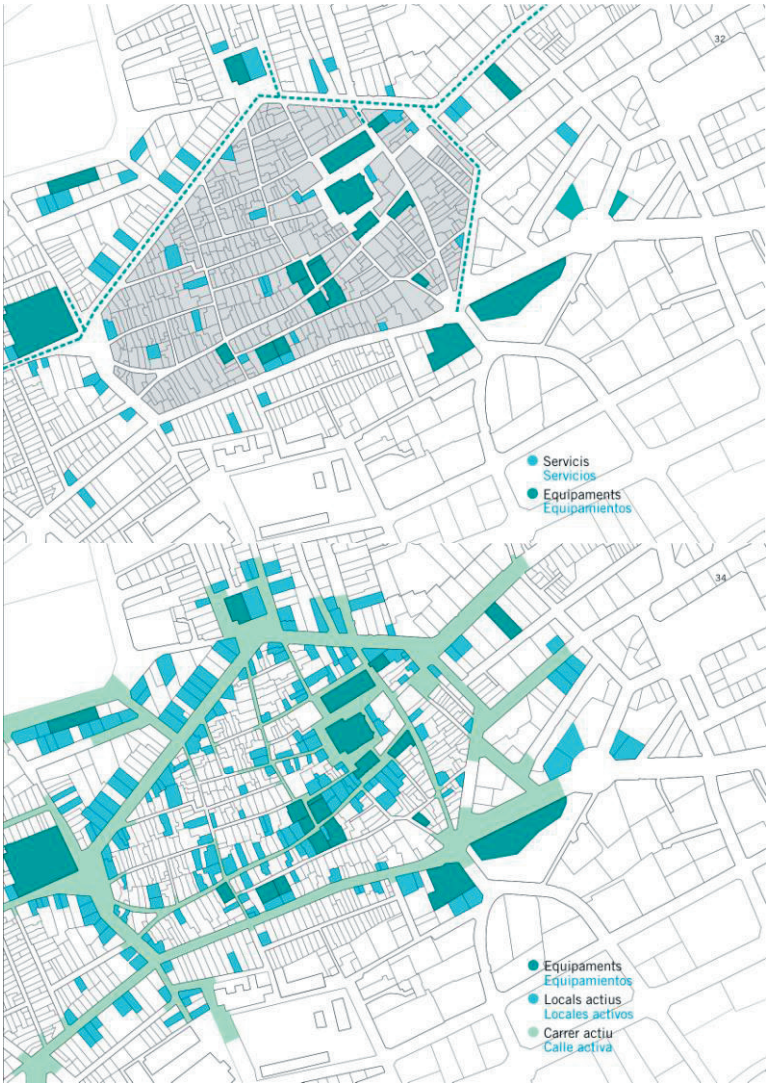 32
Servicis
Servicios
Equipaments
Equipamientos
34
Equipaments
Equipamientos
Locals actius
Locales activos
Carrer actiu
Calle activa